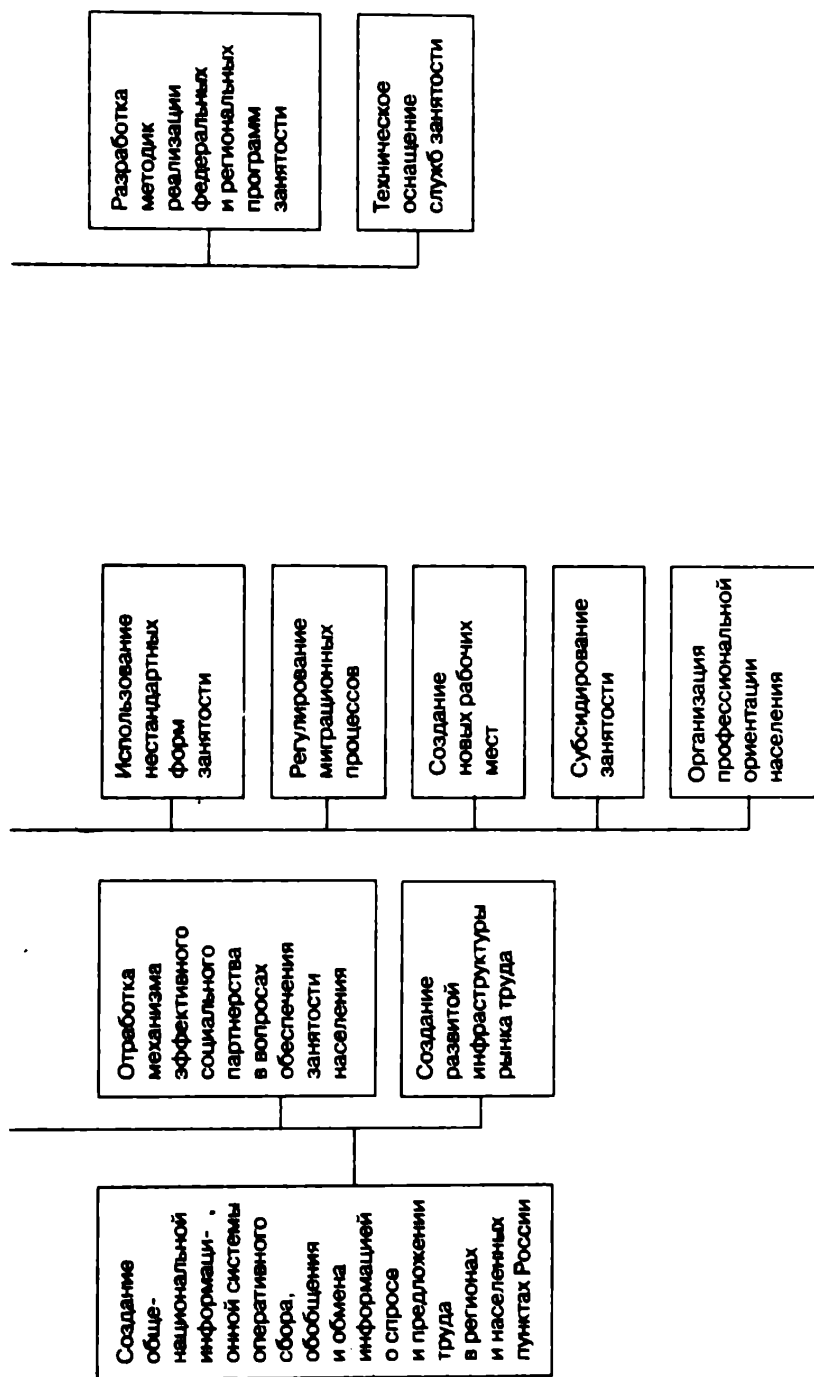 Создание
обще-
национальной
информаци-
онной системы
оперативного
сбора,
обобщения
и обмена
информацией
о спросе
и предложении
труда
в регионах
и населенных
пунктах России
Отработка
механизма
эффективного
социального
партнерства
в вопросах
обеспечения
занятости
населения
Создание
развитой
инфраструктуры
рынка труда
Использование
нестандартных
форм
занятости
Регулирование
миграционных
процессов
Создание
новых рабочих
мест
Субсидирование
занятости
Организация
профессиональной
ориентации
населения
Разработка
методик
реализации
федеральных
и региональных
программ
занятости
Техническое
оснащение
служб занятости